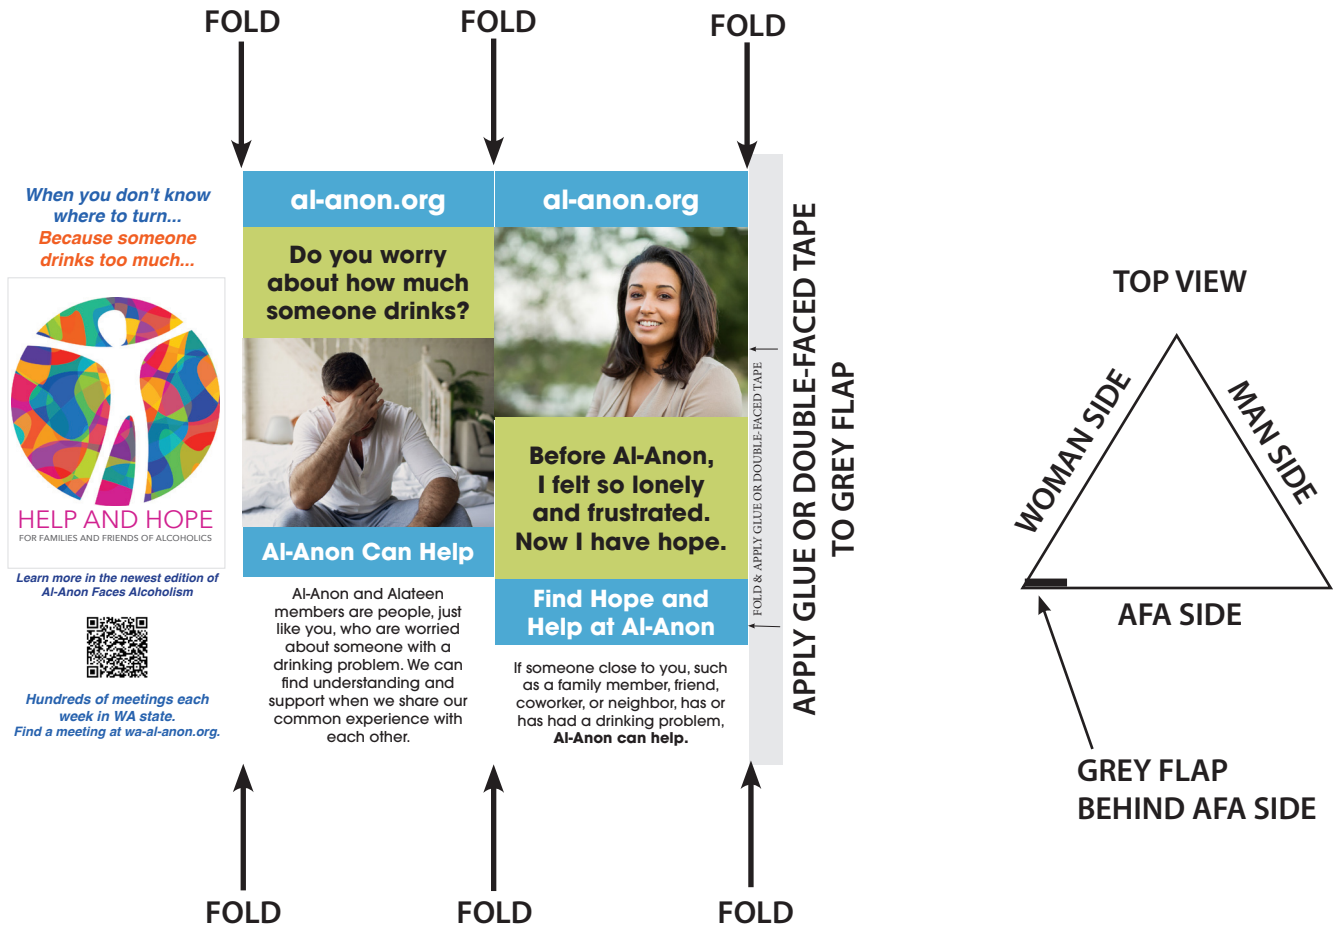 FOLD
FOLD
FOLD
When you don't know
where to turn...
Because someone
drinks too much...
HELP AND HOPE
FOR FAMILIES AND FRIENDS OF ALCOHOLICS
Learn more in the newest edition of
Al-Anon Faces Alcoholism
Hundreds of meetings each
week in WA state.
Find a meeting at wa-al-anon.org.
al-anon.org
Do you worry
about how much
someone drinks?
Al-Anon Can Help
Al-Anon and Alateen
members are people, just
like you, who are worried
about someone with a
drinking problem. We can
find understanding and
support when we share our
common experience with
each other.
al-anon.org
Before Al-Anon,
I felt so lonely
and frustrated.
Now I have hope.
Find Hope and
Help at Al-Anon
If someone close to you, such
as a family member, friend,
coworker, or neighbor, has or
has had a drinking problem,
Al-Anon can help.
FOLD & APPLY GLUE OR DOUBLE-FACED TAPE
APPLY GLUE OR DOUBLE-FACED TAPE
TO GREY FLAP
FOLD
FOLD
FOLD
TOP VIEW
WOMAN SIDE
MAN SIDE
AFA SIDE
GREY FLAP
BEHIND AFA SIDE